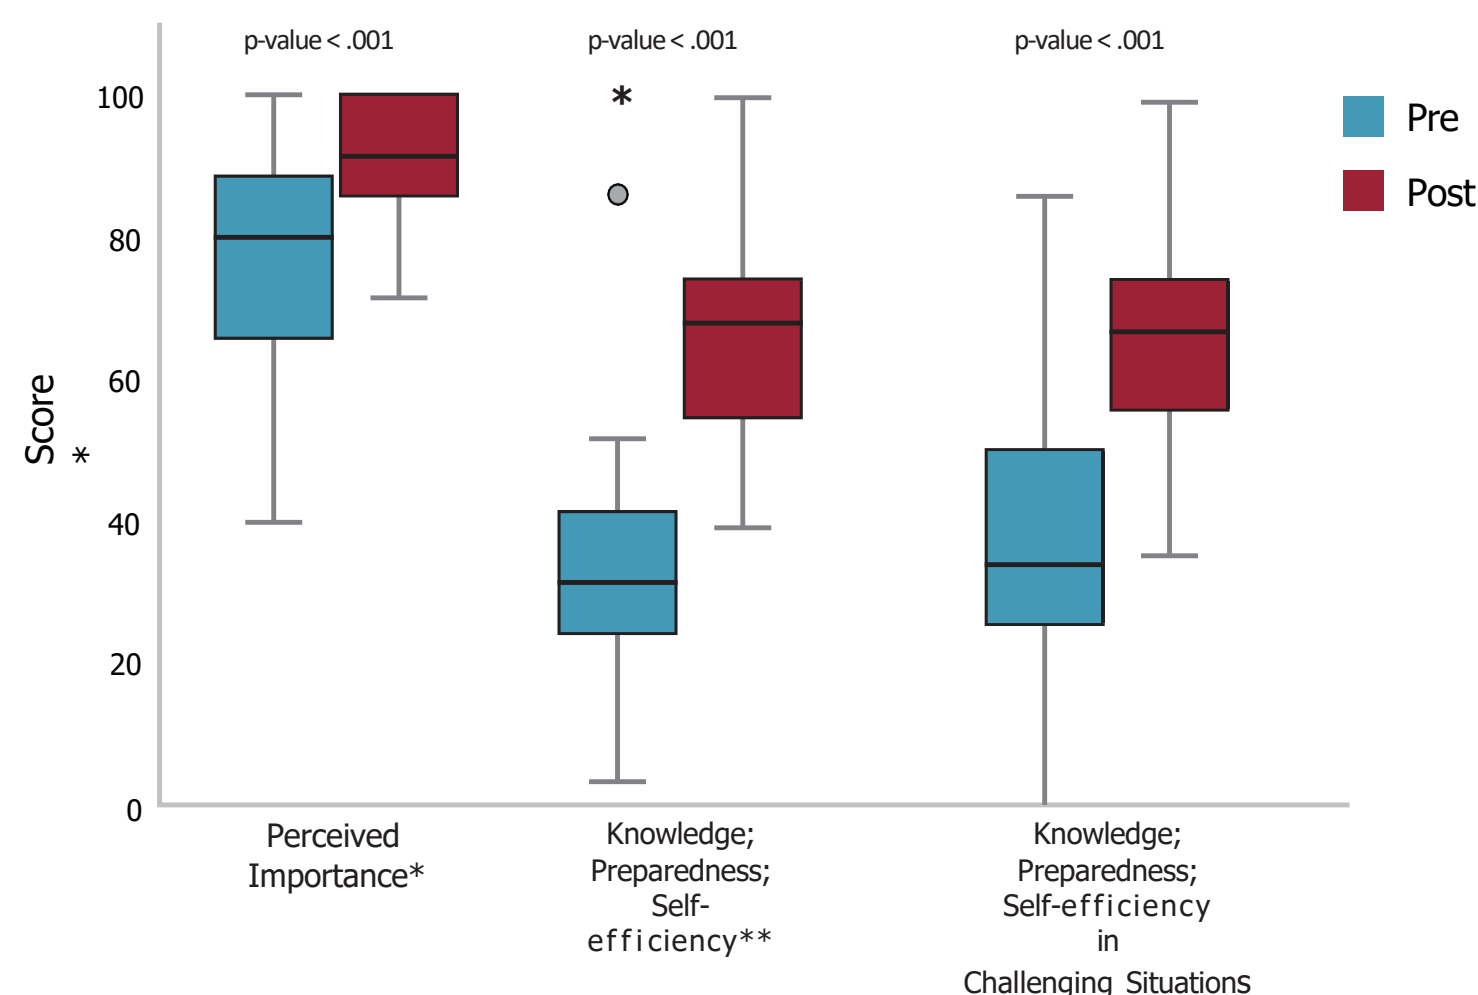 p-value < .001
p-value < .001
p-value < .001
*
100
80
60
40
20
0
Score
*
Pre
Post
Perceived
Importance*
Knowledge;
Preparedness;
Self-
efficiency**
Knowledge;
Preparedness;
Self-efficiency
in
Challenging Situations